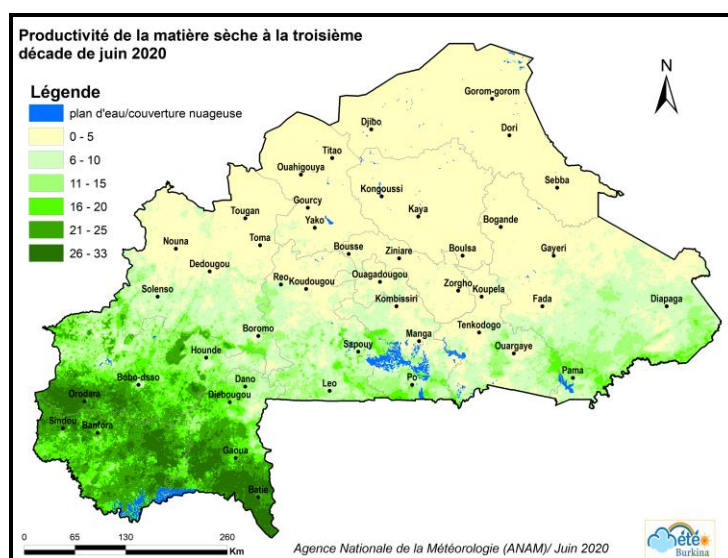 Productivité de la matière sèche à la troisième
décade de juin 2020
N
Légende
plan d'eau/couverture nuageuse
0 - 5
6 - 10
11 - 15
16 - 20
21 - 25
26 - 33
Gorom-gorom
Djibo
Dori
Titao
Ouahigouya
Sebba
Kongoussi
Gourcy
Kaya
Tougan
Yako
Bogande
Nouna
Toma
Bousse
Ziniare
Boulsa
Gayeri
Dedougou
Reo
Koudougou
Ouagadougou
Solenso
Zorgho
Koupela
Kombissiri
Fada
Diapaga
Boromo
Manga
Tenkodogo
Sapouy
Ouargaye
Hounde
Bobo-dsso
Dano
Leo
Po
Pama
Orodara
Diebougou
Sindou
Banfora
Gaoua
Batie
0 65 130 260
Km
Agence Nationale de la Météorologie (ANAM)/ Juin 2020
Météo
Burkina